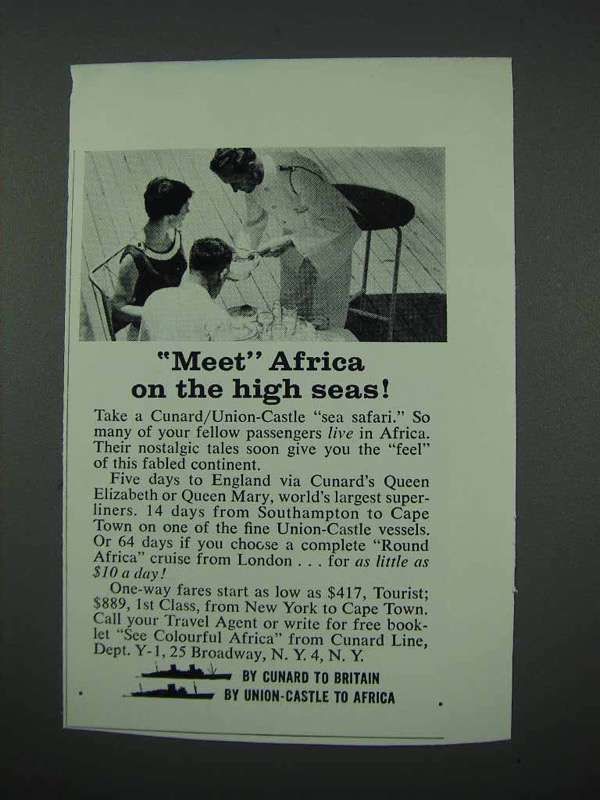 “Meet” Africa
on the high seas!
Take a Cunard/Union-Castle “sea safari.” So
many of your fellow passengers live in Africa.
Their nostalgic tales soon give you the “feel”
of this fabled continent.
Five days to England via Cunard's Queen
Elizabeth or Queen Mary, world's largest super-
liners. 14 days from Southampton to Cape
Town on one of the fine Union-Castle vessels.
Or 64 days if you choose a complete “Round
Africa” cruise from London . . . for as little as
$10 a day!
One-way fares start as low as $417, Tourist;
$889, 1st Class, from New York to Cape Town.
Call your Travel Agent or write for free book-
let “See Colourful Africa” from Cunard Line,
Dept. Y-1, 25 Broadway, N. Y. 4, N. Y.
BY CUNARD TO BRITAIN
BY UNION-CASTLE TO AFRICA